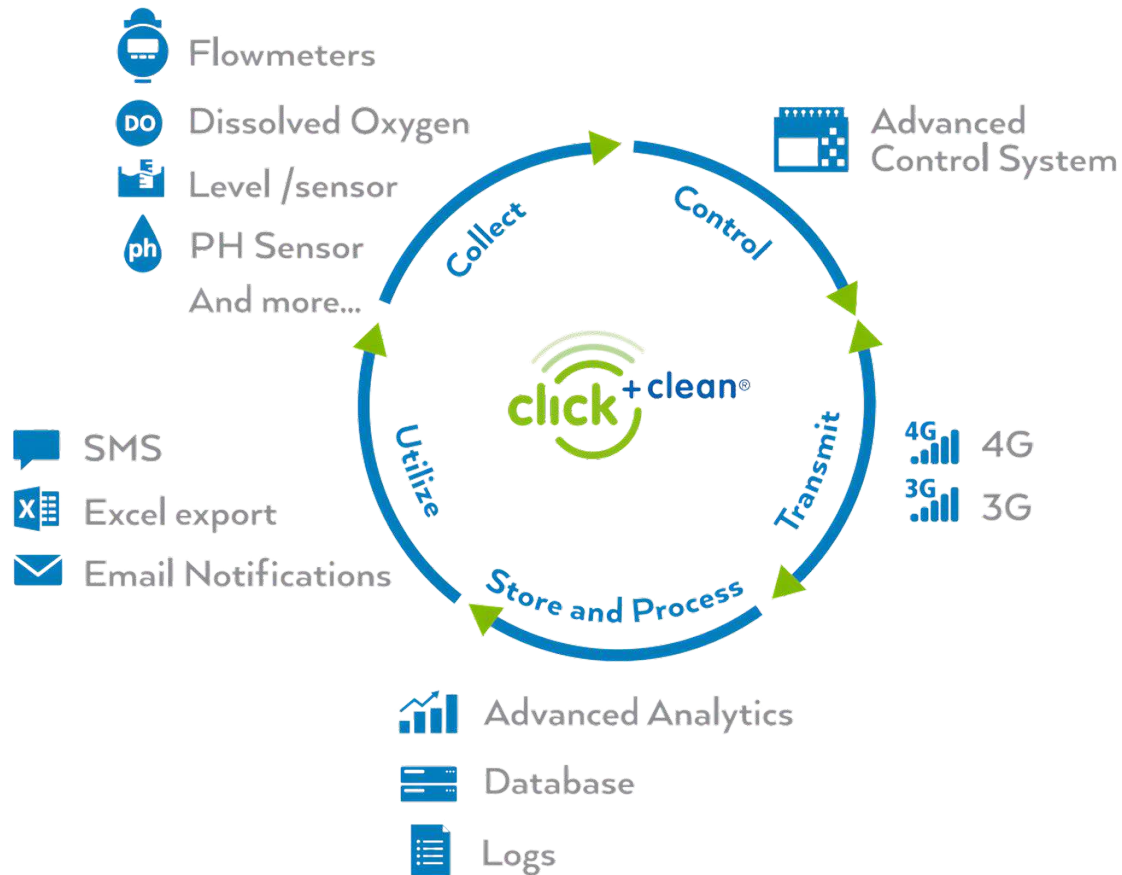 Flowmeters
DO
Dissolved Oxygen
Level /sensor
ph
PH Sensor
And more...
Advanced
Control System
Collect
Control
click + clean®
Transmit
4G
4G
3G
3G
Utilize
SMS
X
Excel export
Email Notifications
Store and Process
Advanced Analytics
Database
Logs